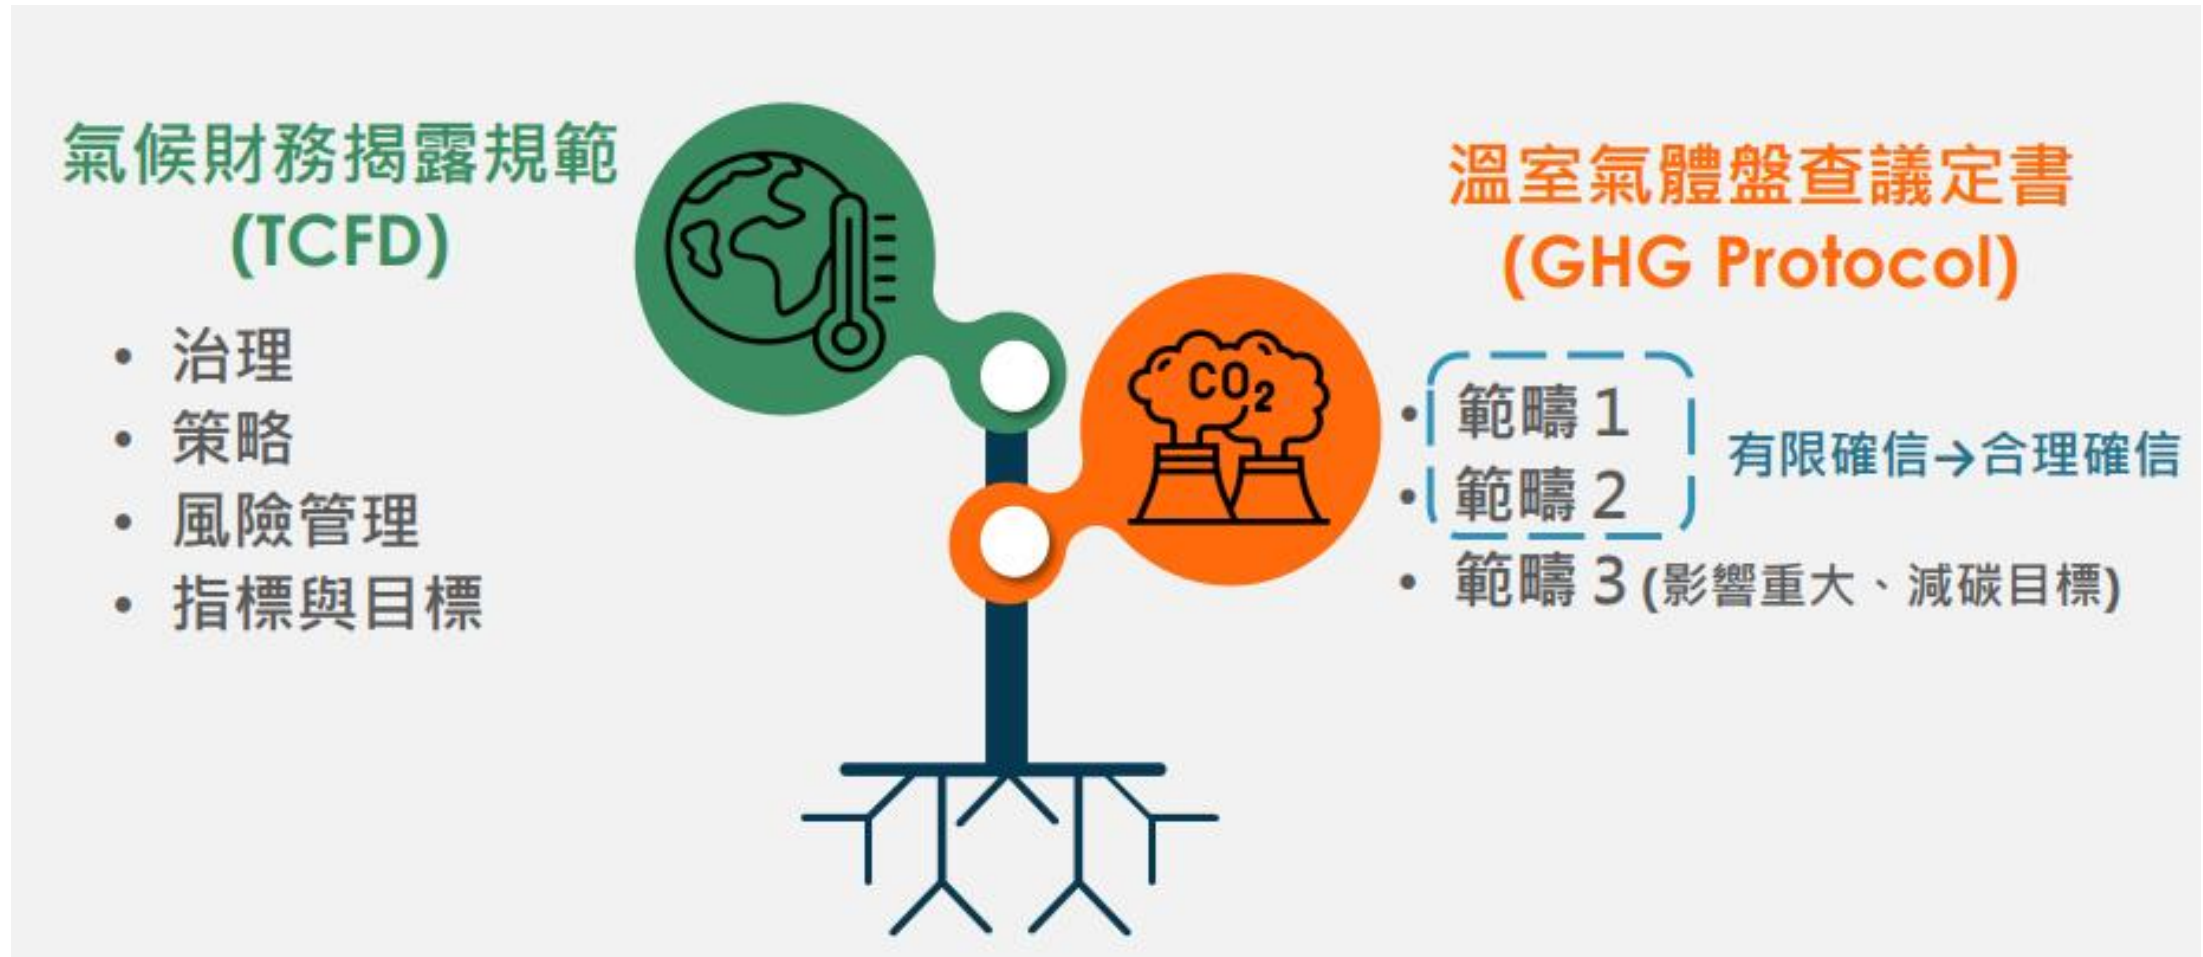 氣候財務揭露規範
(TCFD)
• 治理
• 策略
• 風險管理
• 指標與目標
CO₂
溫室氣體盤查議定書
(GHG Protocol)
• 範疇 1
• 範疇 2
有限確信→合理確信
• 範疇 3 (影響重大、減碳目標)